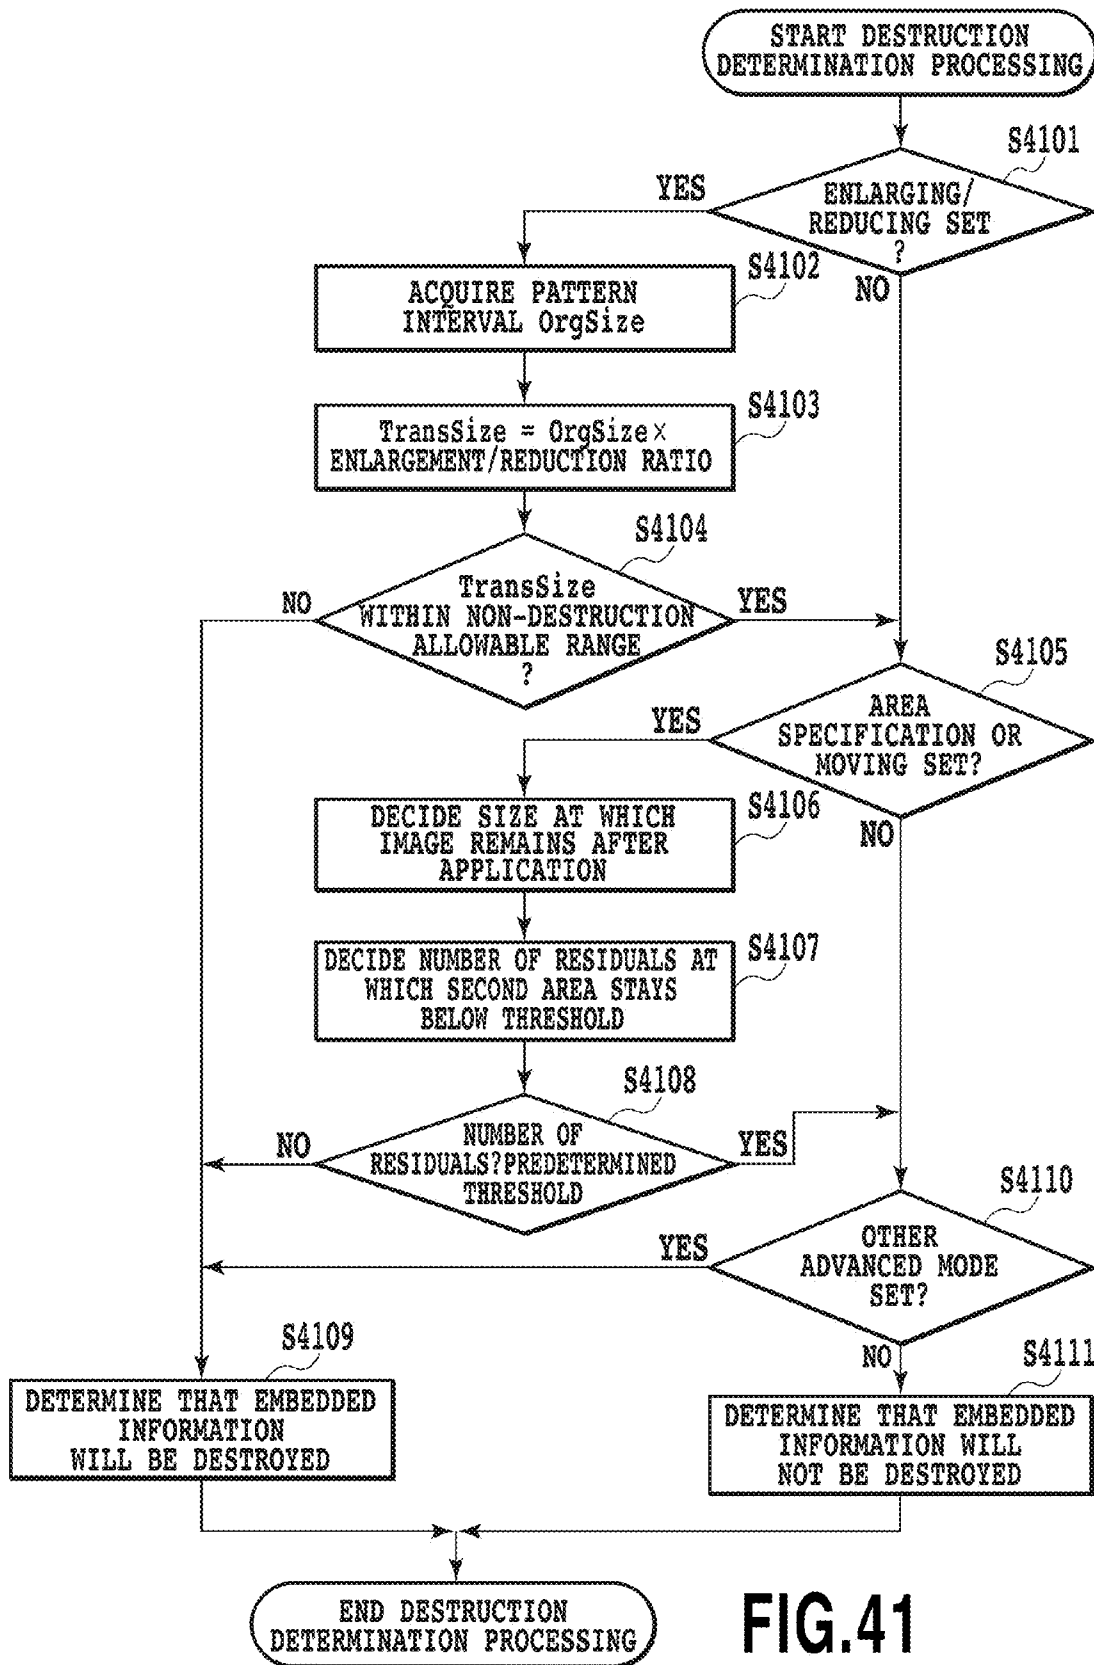 START DESTRUCTION
DETERMINATION PROCESSING
S4101
YES
ENLARGING/
REDUCING SET
?
NO
S4102
ACQUIRE PATTERN
INTERVAL OrgSize
S4103
TransSize = OrgSize×
ENLARGEMENT/REDUCTION RATIO
S4104
NO
TransSize
WITHIN NON-DESTRUCTION
ALLOWABLE RANGE
?
YES
S4105
YES
AREA
SPECIFICATION OR
MOVING SET?
NO
S4106
DECIDE SIZE AT WHICH
IMAGE REMAINS AFTER
APPLICATION
S4107
DECIDE NUMBER OF RESIDUALS AT
WHICH SECOND AREA STAYS
BELOW THRESHOLD
S4108
NO
NUMBER OF
RESIDUALS?PREDETERMINED
THRESHOLD
YES
S4110
YES
OTHER
ADVANCED MODE
SET?
NO
S4109
DETERMINE THAT EMBEDDED
INFORMATION
WILL BE DESTROYED
S4111
DETERMINE THAT EMBEDDED
INFORMATION WILL
NOT BE DESTROYED
END DESTRUCTION
DETERMINATION PROCESSING
FIG.41